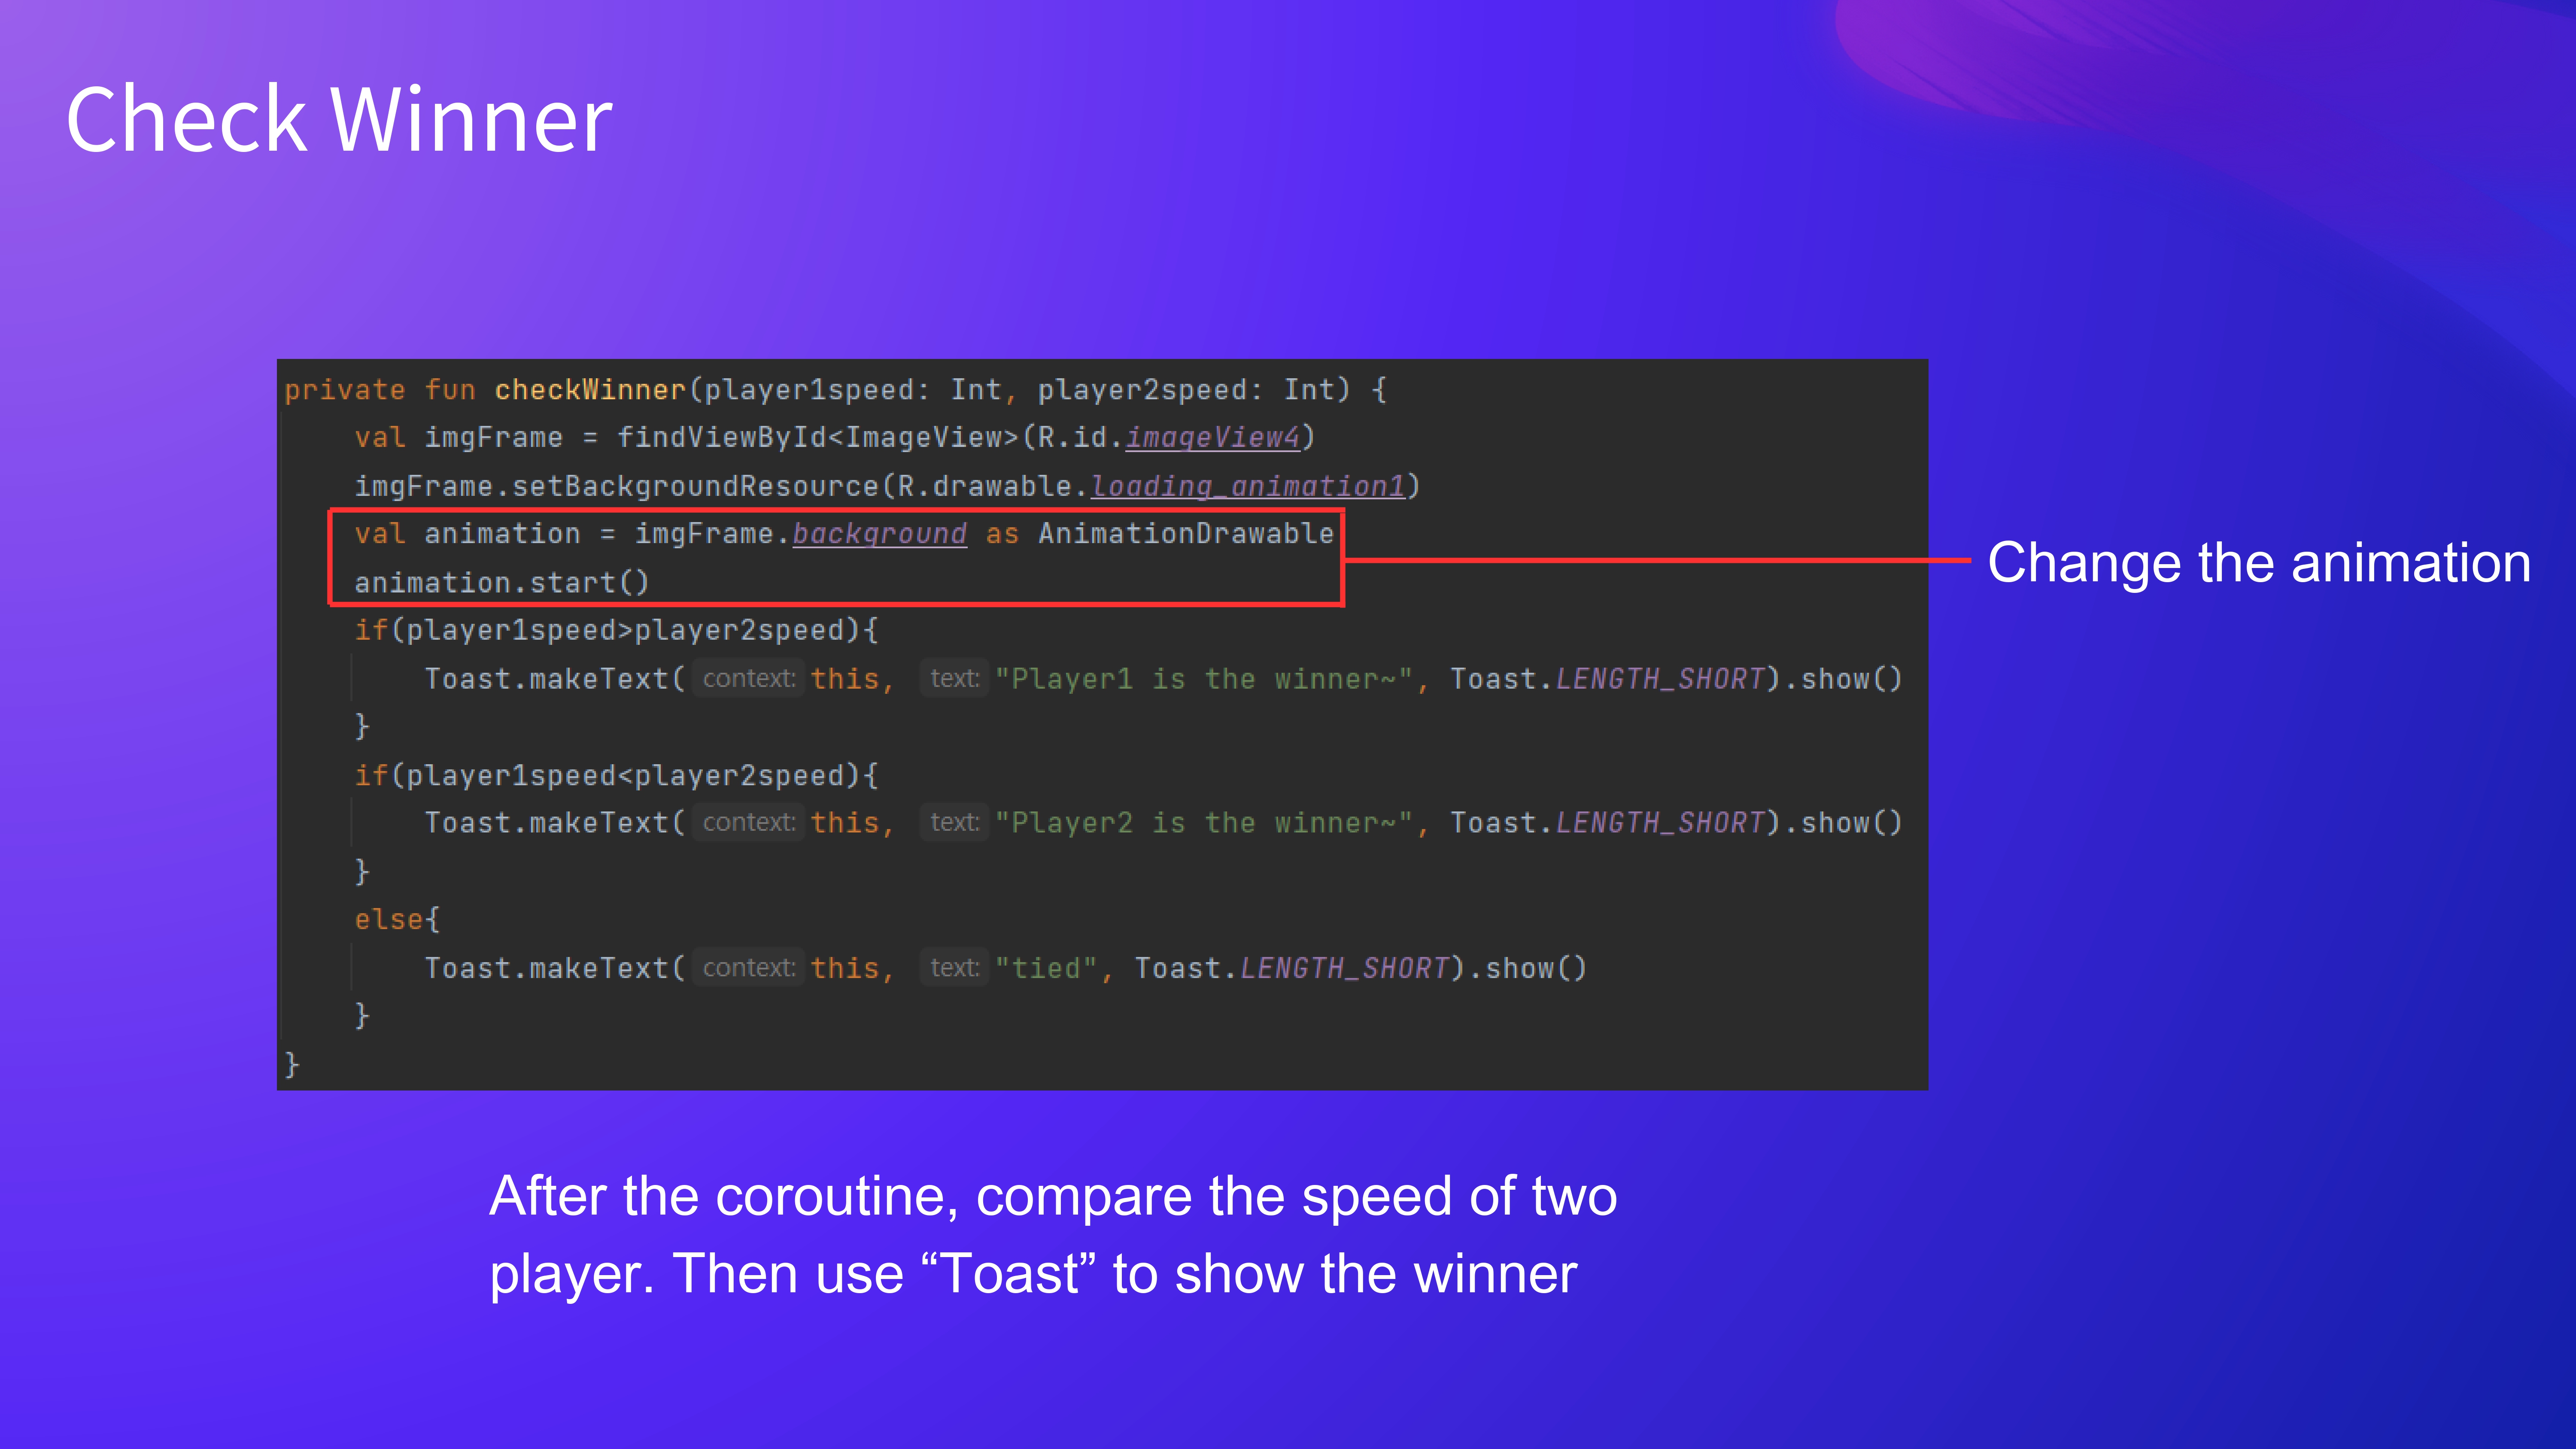 Check Winner
private fun checkWinner(player1speed: Int, player2speed: Int) {
val imgFrame = findViewById<ImageView>(R.id.imageView4)
imgFrame.setBackgroundResource(R.drawable.loading_animation1)
val animation = imgFrame.background as AnimationDrawable
animation.start()
Change the animation
if(player1speed>player2speed){
Toast.makeText( context: this, text: "Player1 is the winner~", Toast.LENGTH_SHORT).show()
}
if(player1speed<player2speed){
Toast.makeText( context: this, text: "Player2 is the winner~", Toast.LENGTH_SHORT).show()
}
else{
Toast.makeText( context: this, text: "tied", Toast.LENGTH_SHORT).show()
}
}
After the coroutine, compare the speed of two
player. Then use “Toast” to show the winner